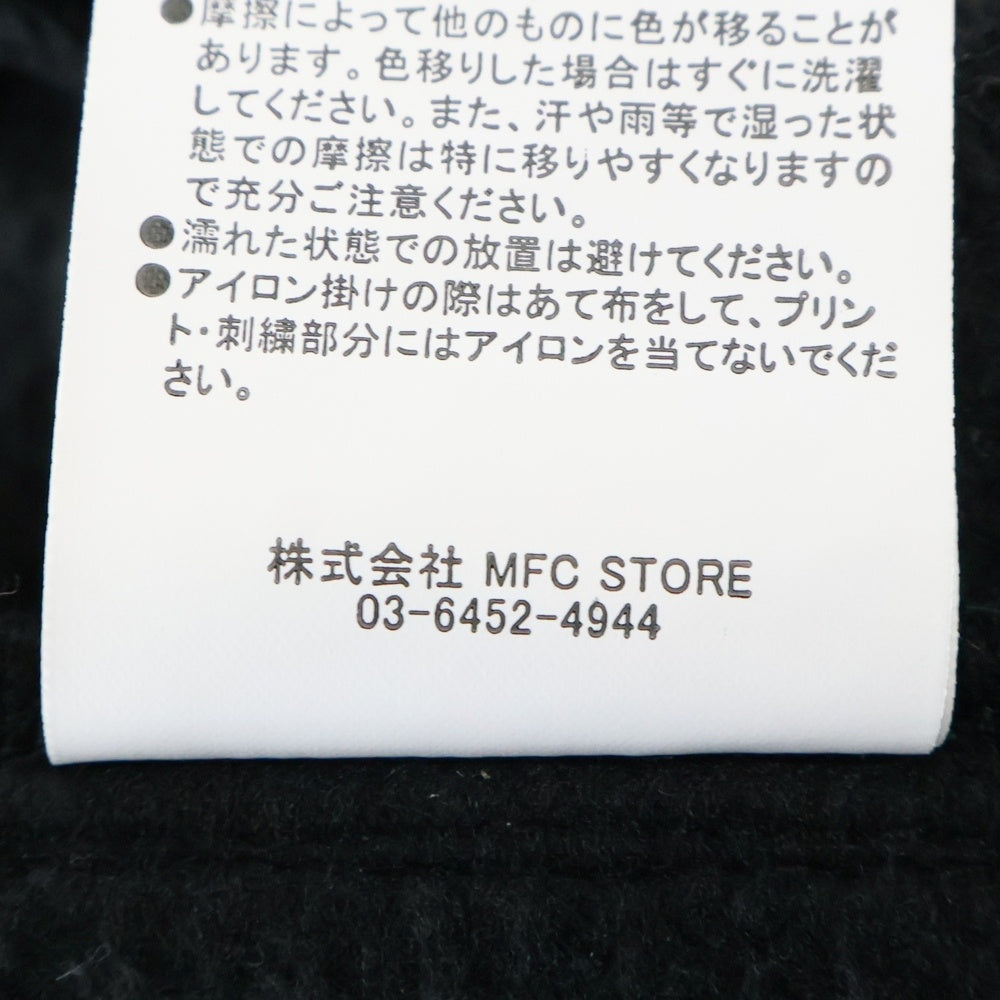 ●摩擦によって他のものに色が移ることが
あります。色移りした場合はすぐに洗濯
してください。また、汗や雨等で湿った状
態での摩擦は特に移りやすくなりますの
で充分ご注意ください。
●濡れた状態での放置は避けてください。
●アイロン掛けの際はあて布をして、プリン
ト・刺繍部分にはアイロンを当てないでくだ
さい。
株式会社 MFC STORE
03-6452-4944